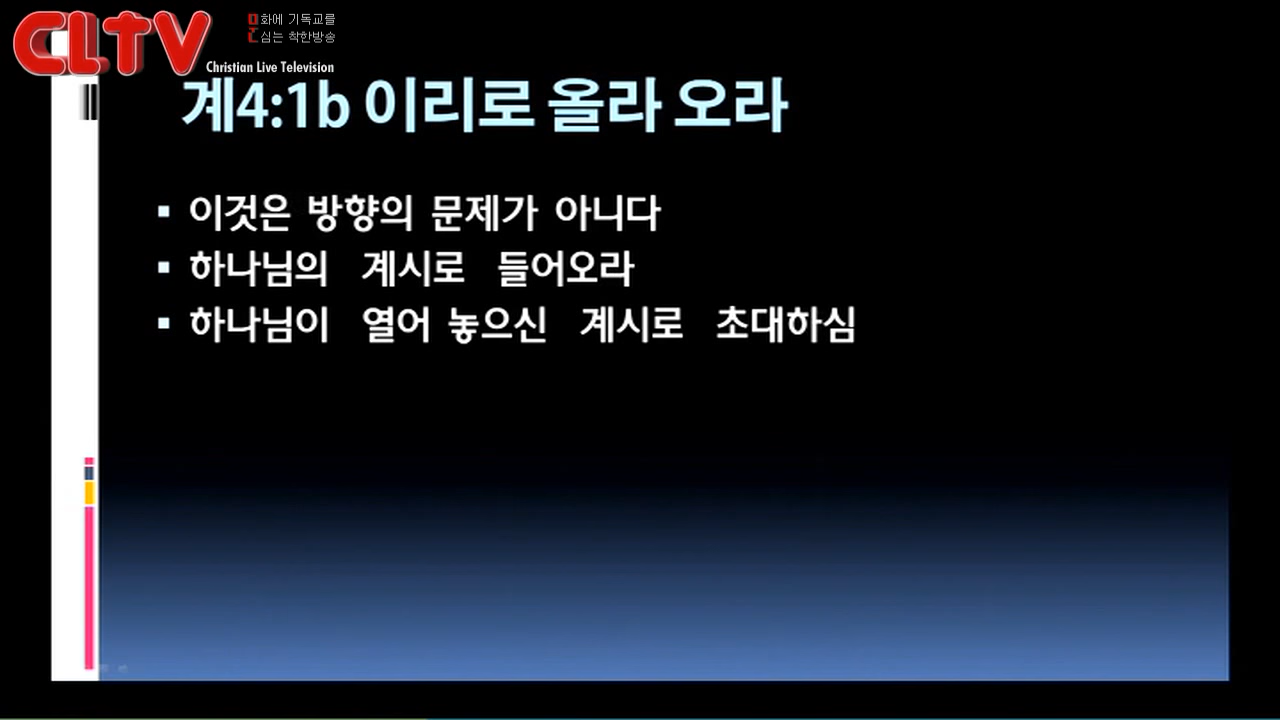 CLTV
문화에 기독교를
심는 착한방송
Christian Live Television
계4:1b 이리로 올라 오라
이것은 방향의 문제가 아니다
하나님의 계시로 들어오라
하나님이 열어 놓으신 계시로 초대하심